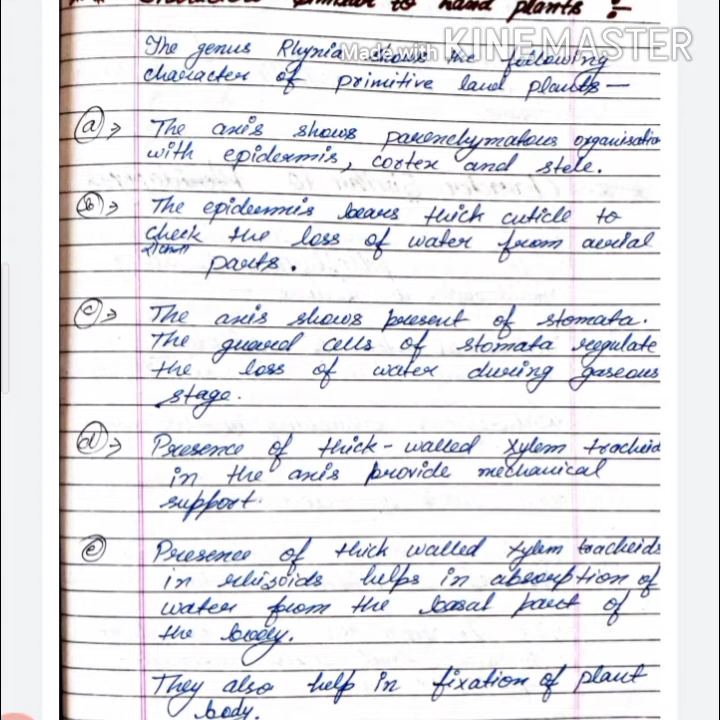 Characters similar to land plants :-
Made with KINEMASTER
The genus Rhynia shows the following
character of primitive land plants —
(a) → The axis shows parenchymatous organisation
with epidermis, cortex and stele.
(b) → The epidermis bears thick cuticle to
check the loss of water from aerial
parts.
(c) → The axis shows present of stomata.
The guard cells of stomata regulate
the loss of water during gaseous
stage.
(d) → Presence of thick-walled xylem tracheid
in the axis provide mechanical
support.
(e) Presence of thick walled xylem tracheids
in rhizoids helps in absorption of
water from the basal part of
the body.
They also help in fixation of plant
body.